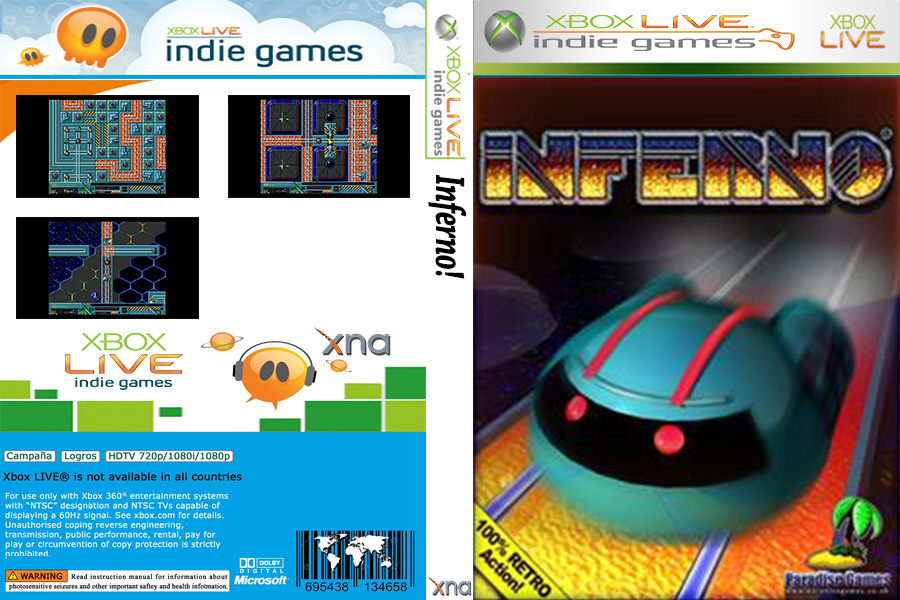 XBOX LIVE
indie games
Campaña Logros HDTV 720p/1080i/1080p
Xbox LIVE® is not available in all countries
For use only with Xbox 360® entertainment systems
with “NTSC” designation and NTSC TVs capable of
displaying a 60Hz signal. See xbox.com for details.
Unauthorised coping reverse engineering,
transmission, public performance, rental, pay for
play or circumvention of copy protection is strictly
prohibited.
WARNING Read instruction manual for information about
photosensitive seizures and other important saftey and health infotmation.
XBOX
LIVE
indie games
xna
DOLBY
DIGITAL
Microsoft
695438 134658
XBOX LIVE
indie games
Inferno!
xna
XBOX LIVE
indie games
XBOX
LIVE
INFERNO
100% RETRO
Action!
Paradise Games